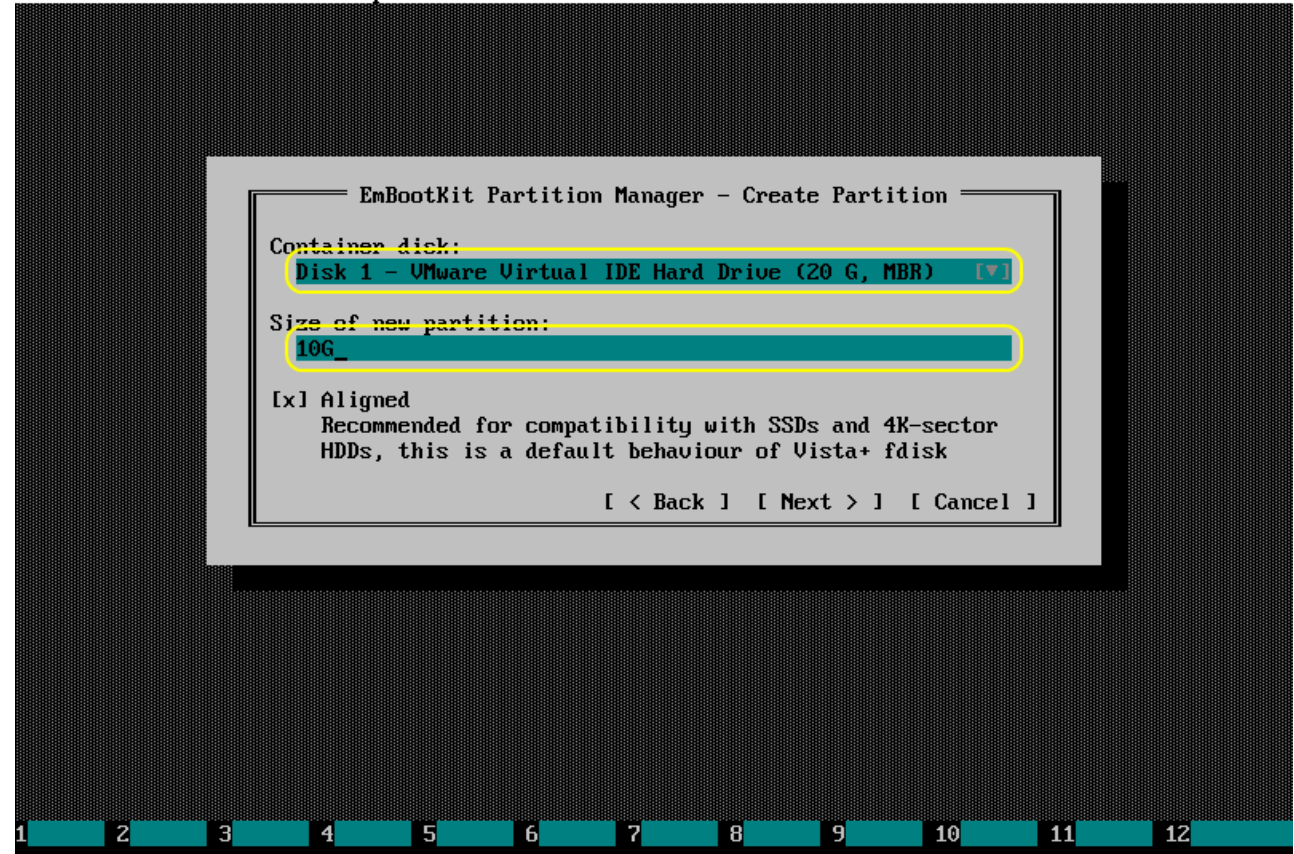 EmBootKit Partition Manager - Create Partition
Container disk:
Disk 1 - VMware Virtual IDE Hard Drive (20 G, MBR) [▼]
Size of new partition:
10G_
[x] Aligned
Recommended for compatibility with SSDs and 4K-sector
HDDs, this is a default behaviour of Vista+ fdisk
[ < Back ] [ Next > ] [ Cancel ]
1 2 3 4 5 6 7 8 9 10 11 12